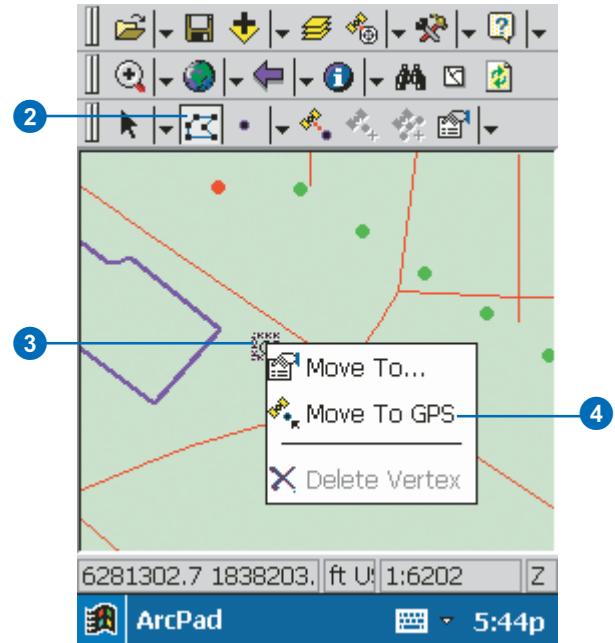 2
3
Move To...
Move To GPS
4
Delete Vertex
6281302.7 1838203. ft U 1:6202 Z
ArcPad 5:44p